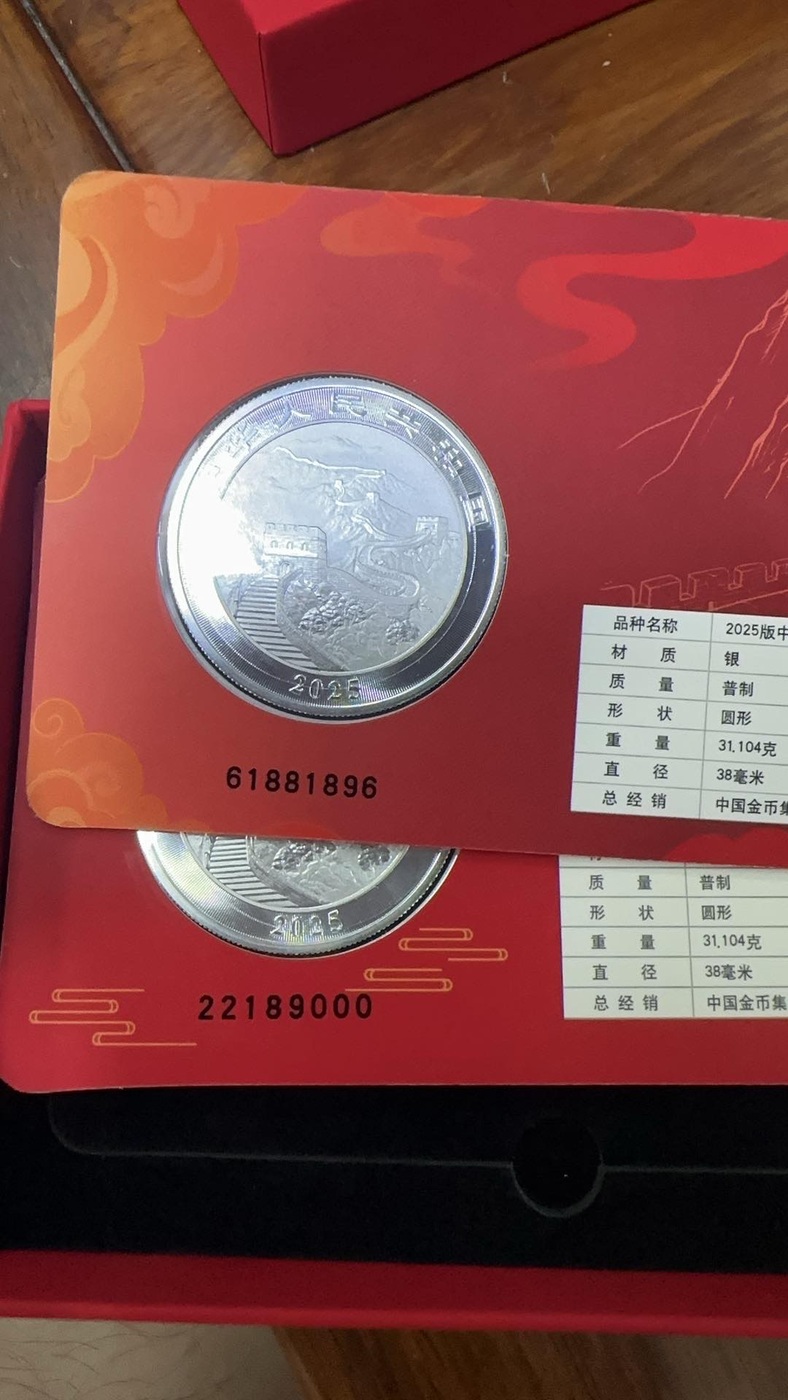 中华人民共和国
2025
61881896
品种名称 2025版中
材 质 银
质 量 普制
形 状 圆形
重 量 31.104克
直 径 38毫米
总 经 销 中国金币集
2025
22189000
质 量 普制
形 状 圆形
重 量 31.104克
直 径 38毫米
总 经 销 中国金币集